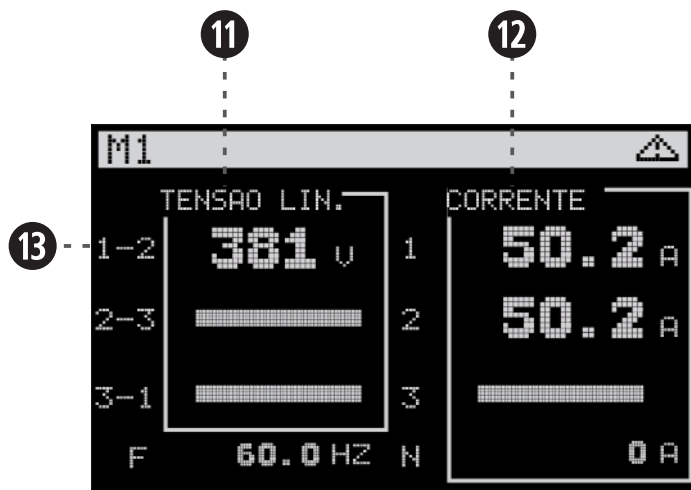 11 12
M1
TENSAO LIN. CORRENTE
13 1-2 381 V 1 50.2 A
2-3 2 50.2 A
3-1 3
F 60.0 HZ N 0 A